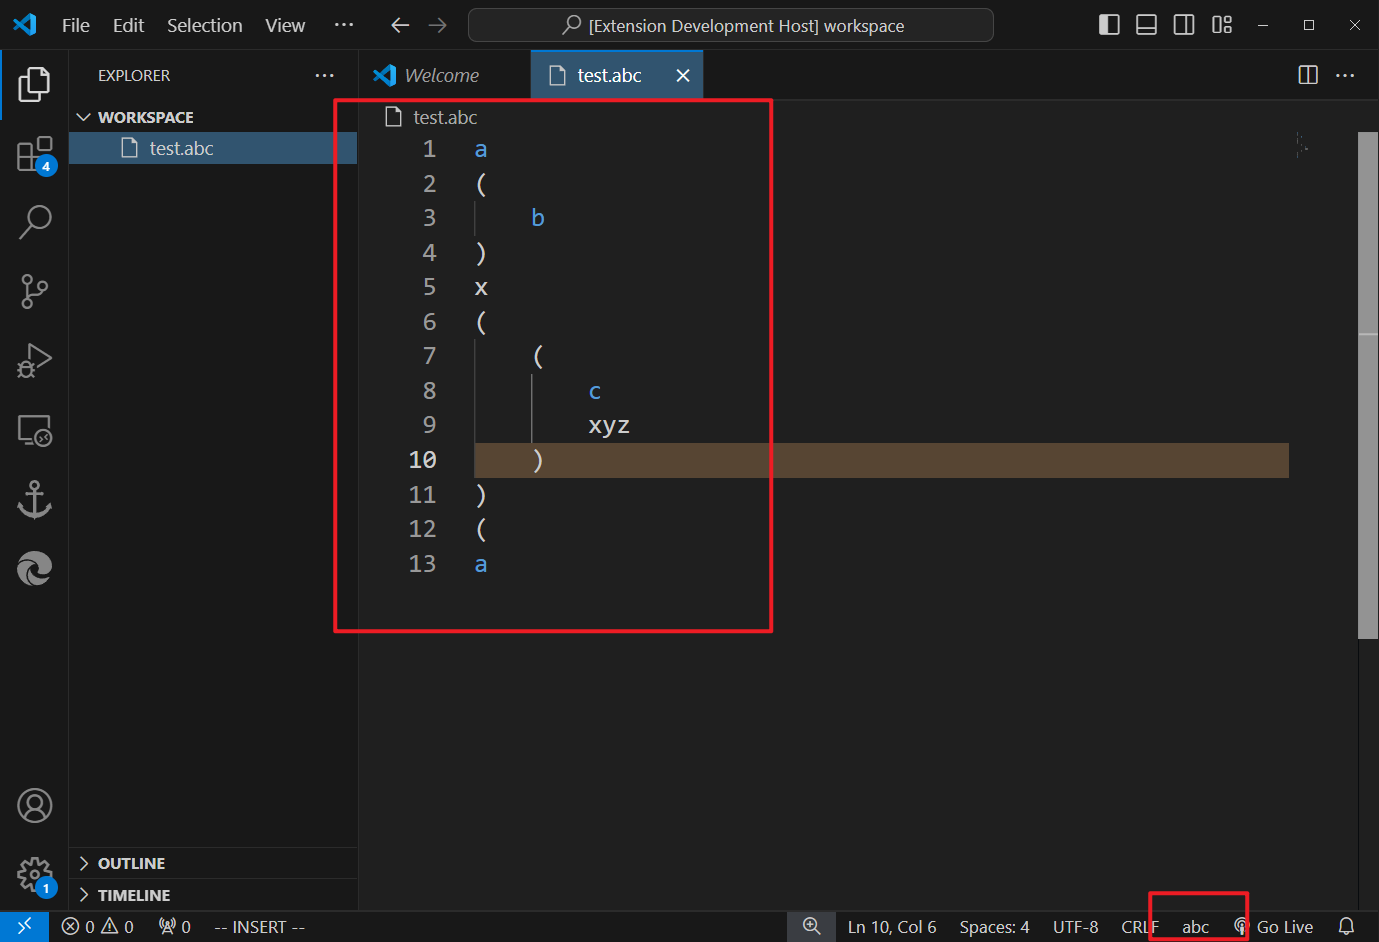 File Edit Selection View ··· [Extension Development Host] workspace
EXPLORER ···
WORKSPACE
test.abc
4
OUTLINE
TIMELINE
1
Welcome test.abc
test.abc
1 a
2 (
3 b
4 )
5 x
6 (
7 (
8 c
9 xyz
10 )
11 )
12 (
13 a
0 0 0 -- INSERT -- Ln 10, Col 6 Spaces: 4 UTF-8 CRLF abc Go Live